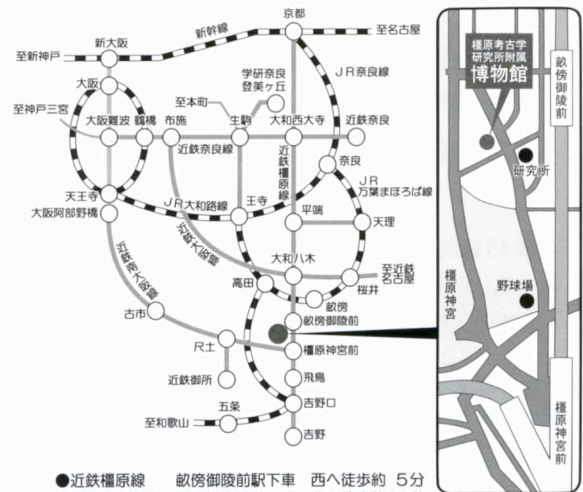 京都
至名古屋
新幹線
新大阪
至新神戸
大阪
学研奈良
登美ヶ丘
JR奈良線
至神戸三宮
至本町
大阪難波
鶴橋
布施
生駒
大和西大寺
近鉄奈良
近鉄奈良線
近鉄橿原線
奈良
JR
万葉まほろば線
天王寺
JR大和路線
王寺
大阪阿部野橋
平端
天理
近鉄大阪線
近鉄南大阪線
大和八木
至近鉄
名古屋
高田
桜井
畝傍
古市
畝傍御陵前
尺土
橿原神宮前
近鉄御所
飛鳥
五条
吉野口
至和歌山
吉野
橿原考古学
研究所附属
博物館
畝傍御陵前
研究所
橿原神宮
野球場
橿原神宮前
●近鉄橿原線　畝傍御陵前駅下車　西へ徒歩約 5分